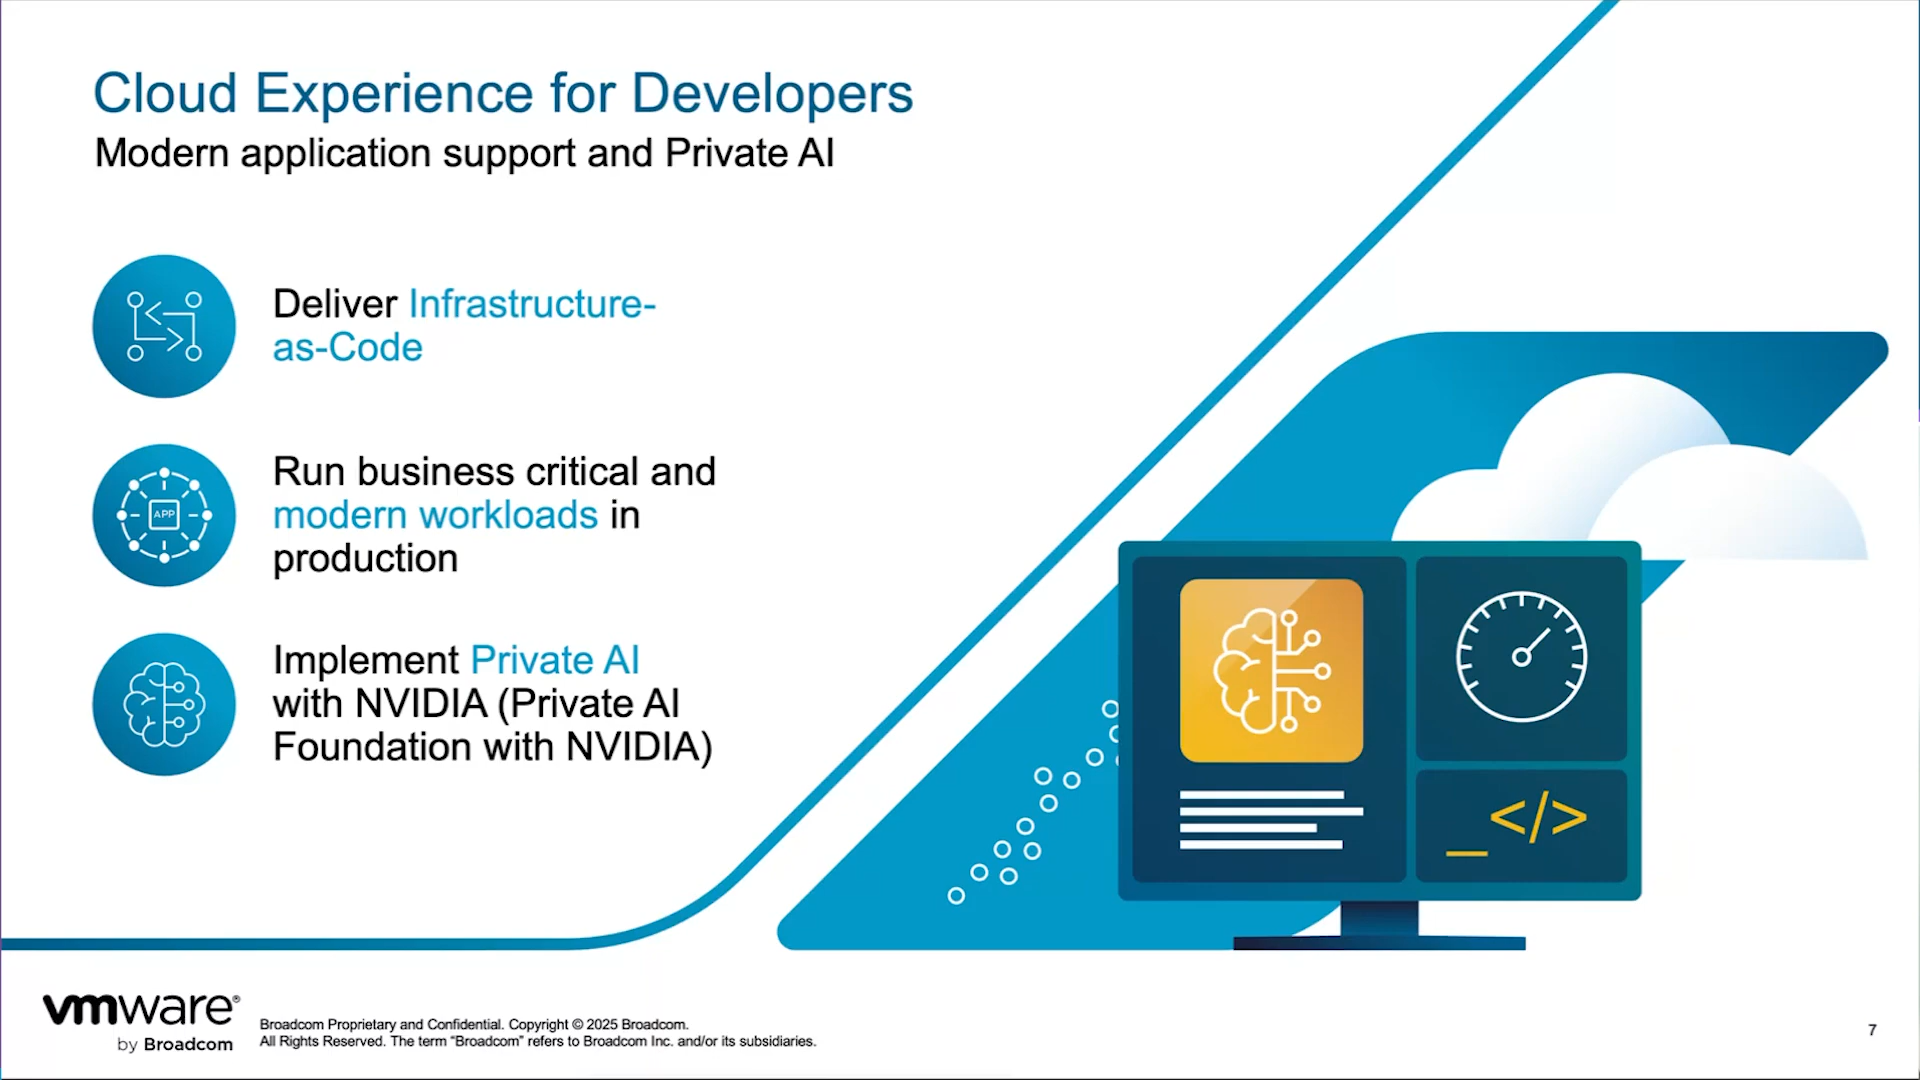 Cloud Experience for Developers
Modern application support and Private AI
Deliver Infrastructure-
as-Code
APP
Run business critical and
modern workloads in
production
Implement Private AI
with NVIDIA (Private AI
Foundation with NVIDIA)
_</>
vmware®
by Broadcom
Broadcom Proprietary and Confidential. Copyright © 2025 Broadcom.
All Rights Reserved. The term “Broadcom” refers to Broadcom Inc. and/or its subsidiaries.
7